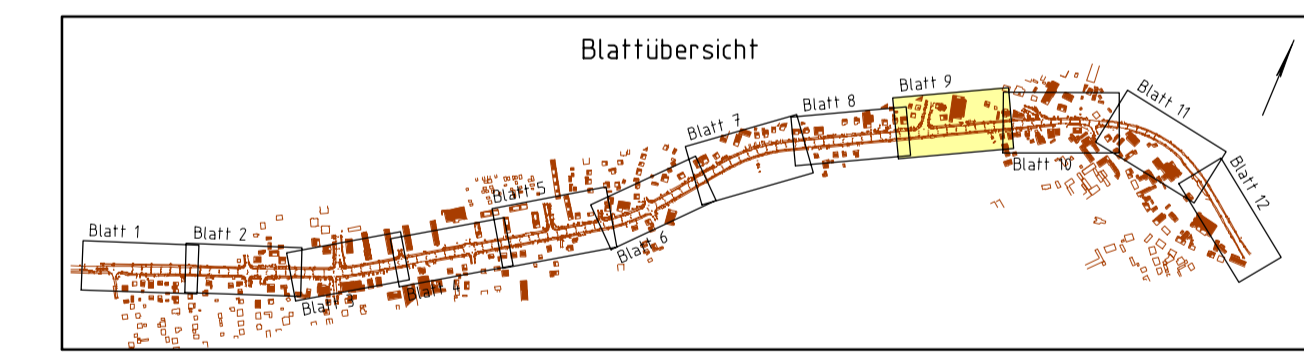 Blattübersicht
Blatt 1
Blatt 2
Blatt 3
Blatt 4
Blatt 5
Blatt 6
Blatt 7
Blatt 8
Blatt 9
Blatt 10
Blatt 11
Blatt 12